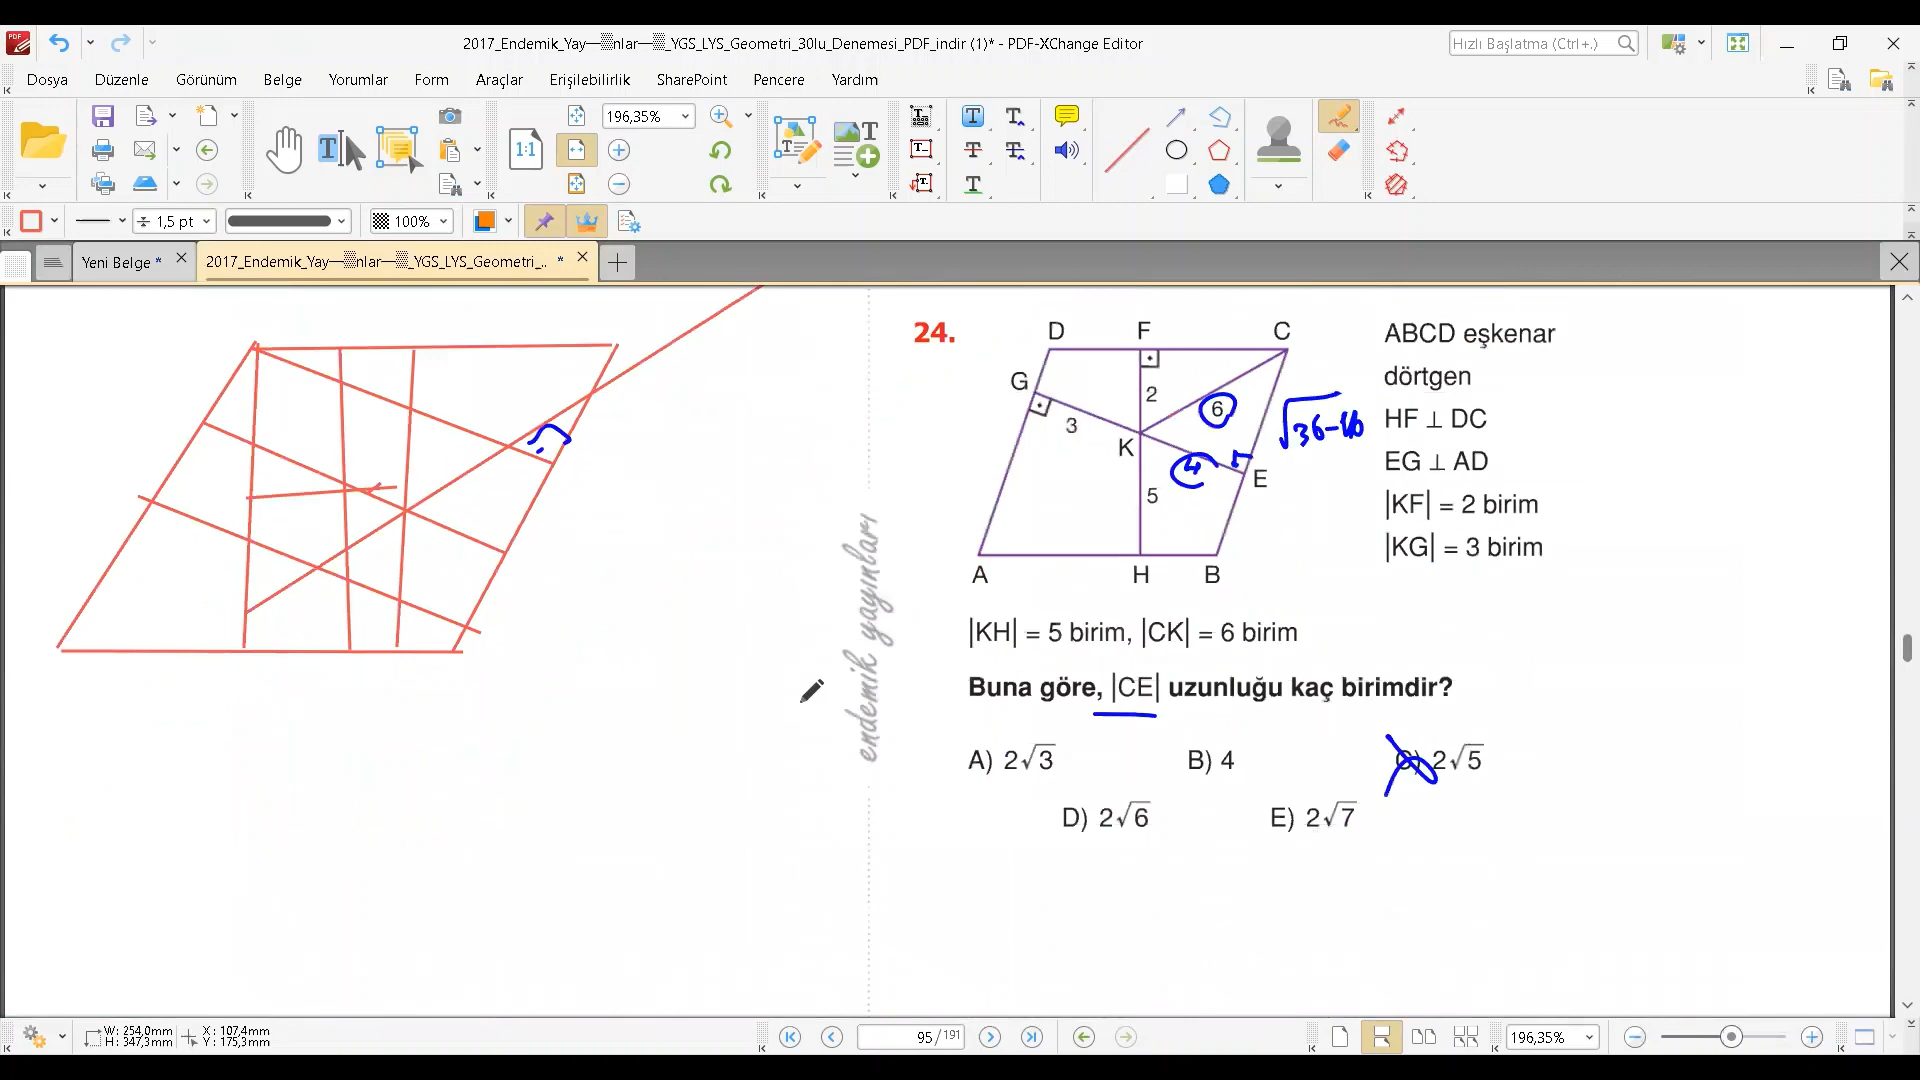 2017_Endemik_Yay—▒nlar—▒_YGS_LYS_Geometri_30lu_Denemesi_PDF_indir (1)* - PDF-XChange Editor
Hızlı Başlatma (Ctrl+.)
Dosya Düzenle Görünüm Belge Yorumlar Form Araçlar Erişilebilirlik SharePoint Pencere Yardım
196,35%
1:1
1,5 pt
100%
Yeni Belge *
2017_Endemik_Yay—▒nlar—▒_YGS_LYS_Geometri_.. *
24.
D F C
G
2
3
6
K
4
E
5
A H B
√36-16
ABCD eşkenar
dörtgen
HF ⊥ DC
EG ⊥ AD
|KF| = 2 birim
|KG| = 3 birim
|KH| = 5 birim, |CK| = 6 birim
Buna göre, |CE| uzunluğu kaç birimdir?
A) 2√3 B) 4 C) 2√5
D) 2√6 E) 2√7
endemik yayınları
?
W: 254,0mm
H: 347,3mm
X: 107,4mm
Y: 175,3mm
95 / 191
196,35%